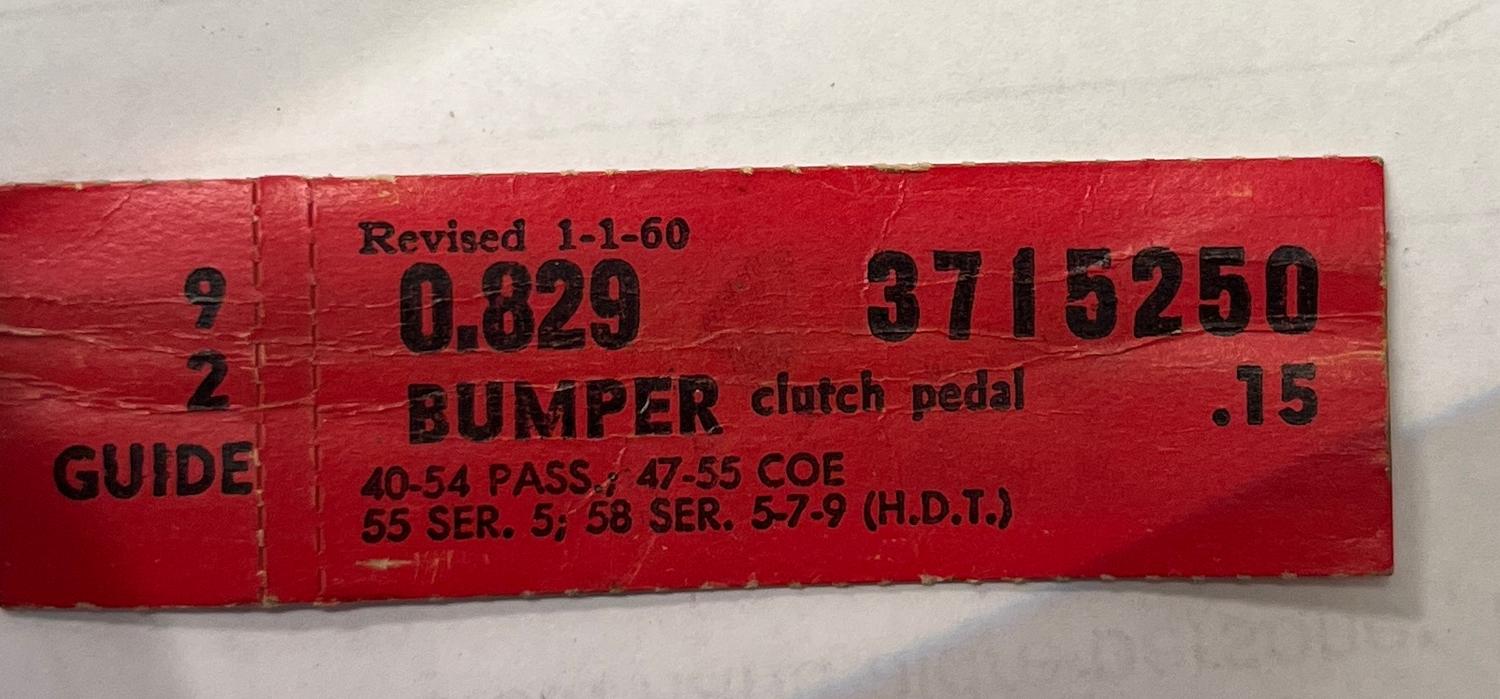 9
2
GUIDE
Revised 1-1-60
0.829 3715250
BUMPER clutch pedal .15
40-54 PASS.; 47-55 COE
55 SER. 5; 58 SER. 5-7-9 (H.D.T.)